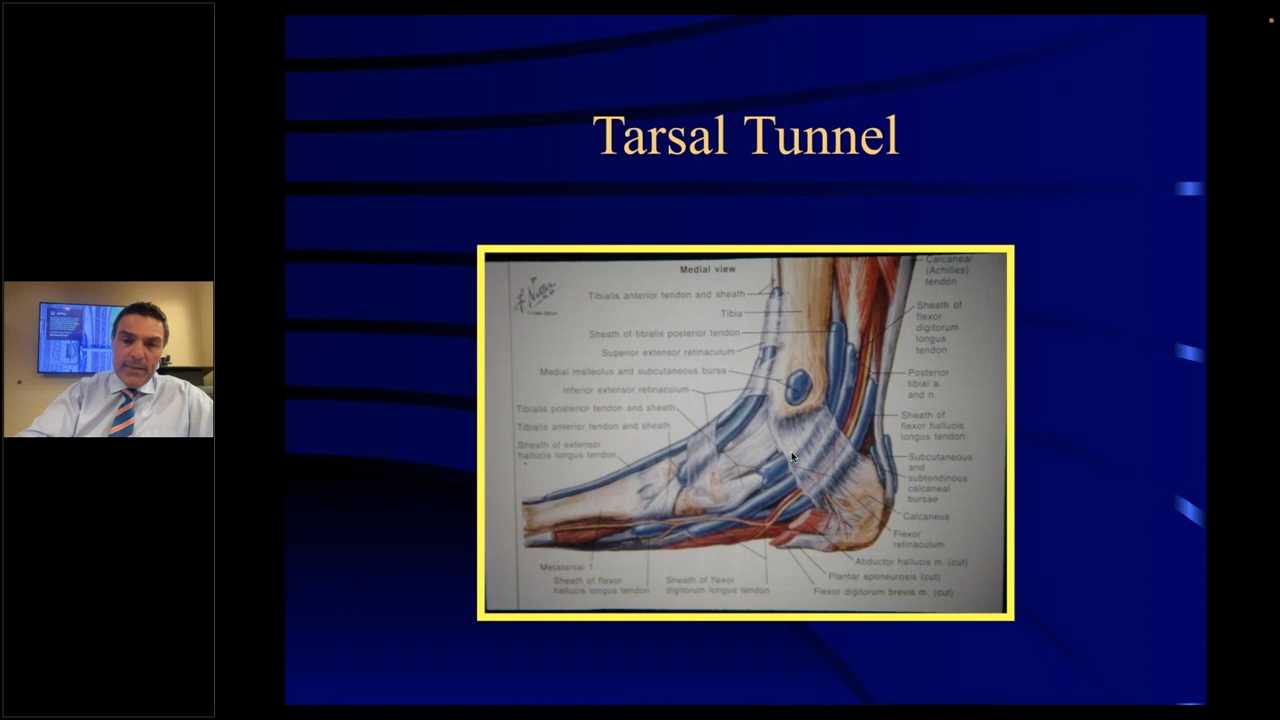 Tarsal Tunnel
Medial view
Tibialis anterior tendon and sheath
Tibia
Sheath of tibialis posterior tendon
Superior extensor retinaculum
Medial malleolus and subcutaneous bursa
Inferior extensor retinaculum
Tibialis posterior tendon and sheath
Tibialis anterior tendon and sheath
Sheath of extensor
hallucis longus tendon
Calcaneal
(Achilles)
tendon
Sheath of
flexor
digitorum
longus
tendon
Posterior
tibial a.
and n.
Sheath of
flexor hallucis
longus tendon
Subcutaneous
and
subtendinous
calcaneal
bursae
Calcaneus
Flexor
retinaculum
Abductor hallucis m. (cut)
Plantar aponeurosis (cut)
Flexor digitorum brevis m. (cut)
Metatarsal 1
Sheath of flexor
hallucis longus tendon
Sheath of flexor
digitorum longus tendon